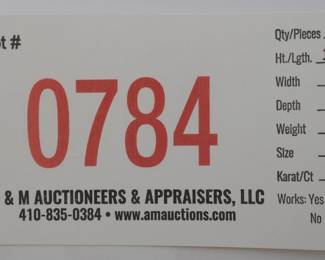 ot #
0784
& M AUCTIONEERS & APPRAISERS, LLC
410-835-0384 • www.amauctions.com
Qty/Pieces
Ht./Lgth.
Width
Depth
Weight
Size
Karat/Ct
Works: Yes
No